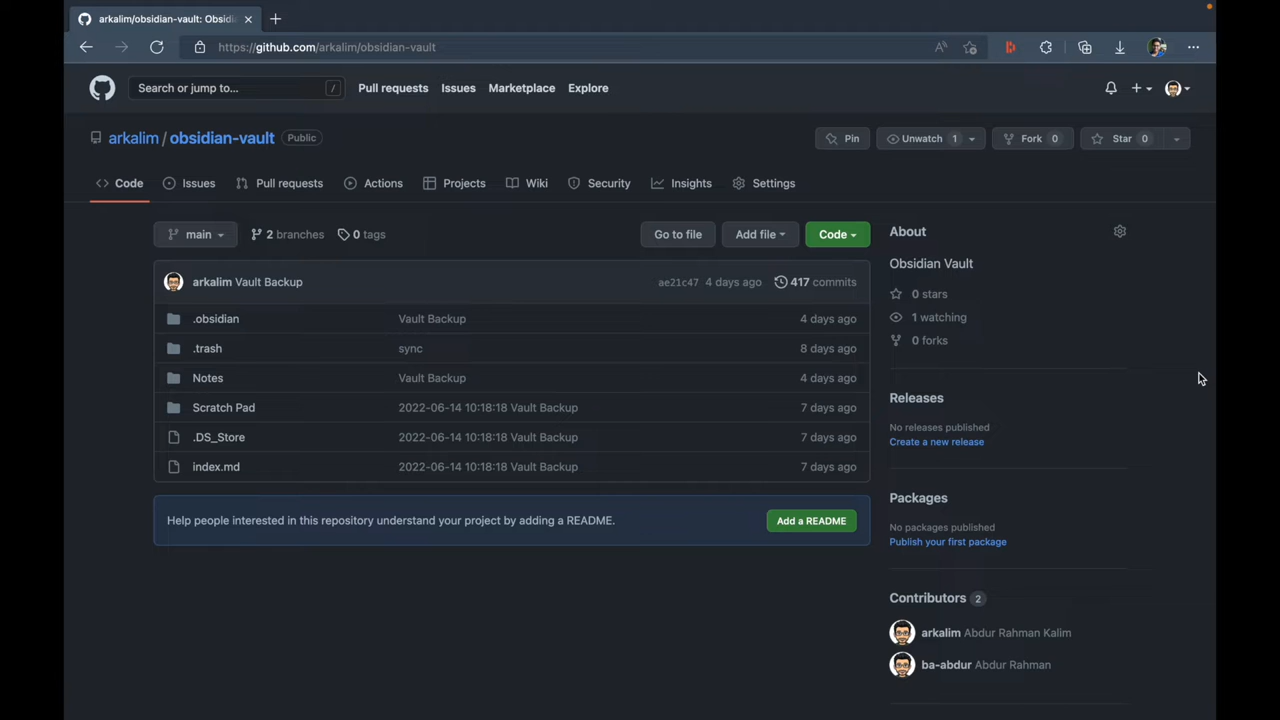 arkalim/obsidian-vault: Obsidi
https://github.com/arkalim/obsidian-vault
Search or jump to... /
Pull requests Issues Marketplace Explore
arkalim / obsidian-vault Public
Pin Unwatch 1 Fork 0 Star 0
Code Issues Pull requests Actions Projects Wiki Security Insights Settings
main 2 branches 0 tags Go to file Add file Code
arkalim Vault Backup ae21c47 4 days ago 417 commits
.obsidian Vault Backup 4 days ago
.trash sync 8 days ago
Notes Vault Backup 4 days ago
Scratch Pad 2022-06-14 10:18:18 Vault Backup 7 days ago
.DS_Store 2022-06-14 10:18:18 Vault Backup 7 days ago
index.md 2022-06-14 10:18:18 Vault Backup 7 days ago
Help people interested in this repository understand your project by adding a README. Add a README
About
Obsidian Vault
0 stars
1 watching
0 forks
Releases
No releases published
Create a new release
Packages
No packages published
Publish your first package
Contributors 2
arkalim Abdur Rahman Kalim
ba-abdur Abdur Rahman